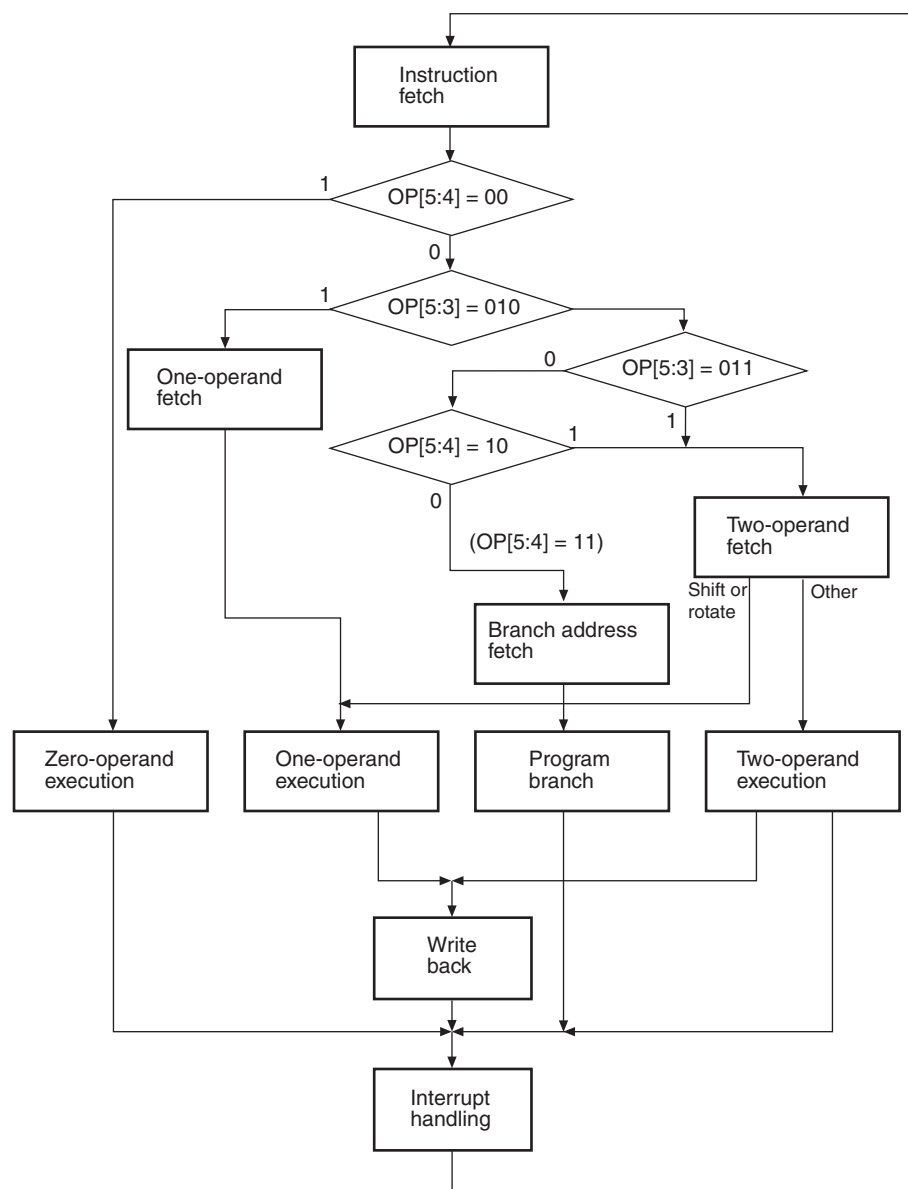 Instruction
fetch
1
OP[5:4] = 00
0
1
OP[5:3] = 010
0
OP[5:3] = 011
One-operand
fetch
1
OP[5:4] = 10
1
0
Two-operand
fetch
(OP[5:4] = 11)
Shift or
rotate
Other
Branch address
fetch
Zero-operand
execution
One-operand
execution
Program
branch
Two-operand
execution
Write
back
Interrupt
handling